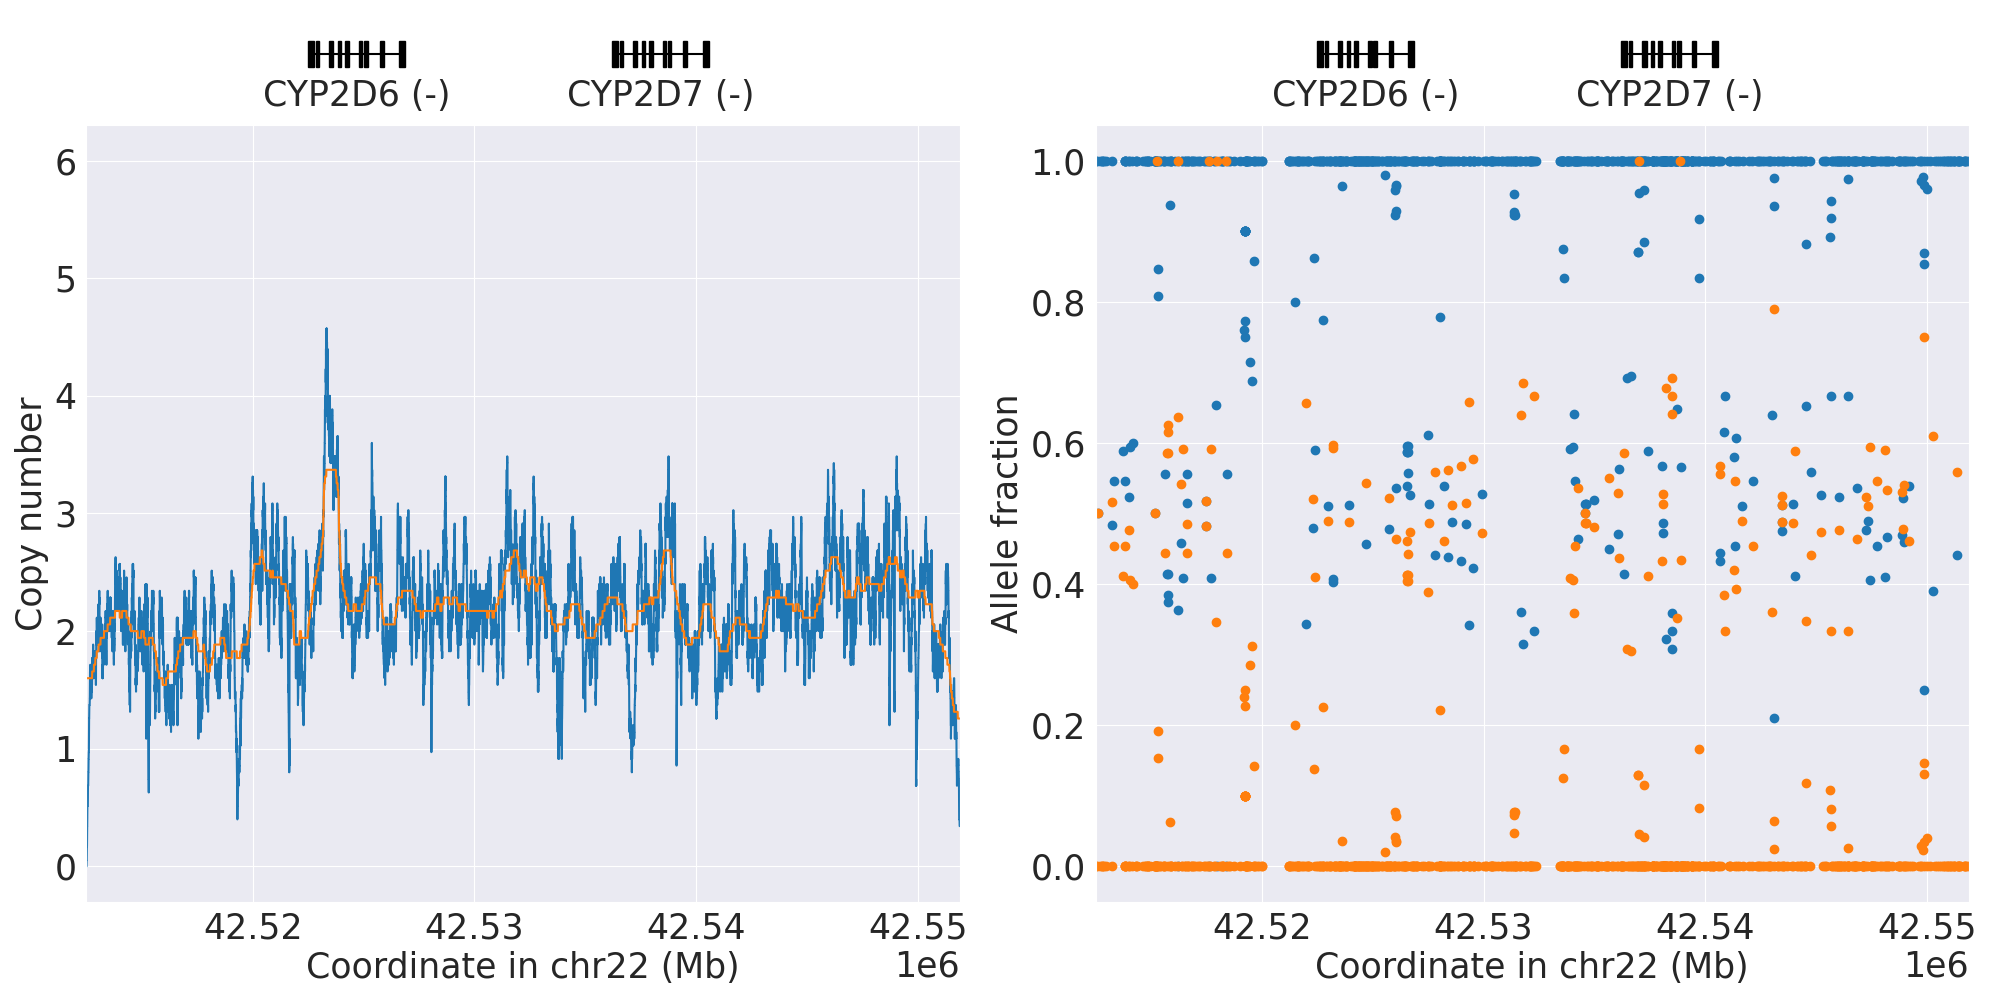 CYP2D6 (-) CYP2D7 (-)
6
5
4
3
2
1
0
Copy number
42.52 42.53 42.54 42.55
1e6
Coordinate in chr22 (Mb)
CYP2D6 (-) CYP2D7 (-)
1.0
0.8
0.6
0.4
0.2
0.0
Allele fraction
42.52 42.53 42.54 42.55
1e6
Coordinate in chr22 (Mb)